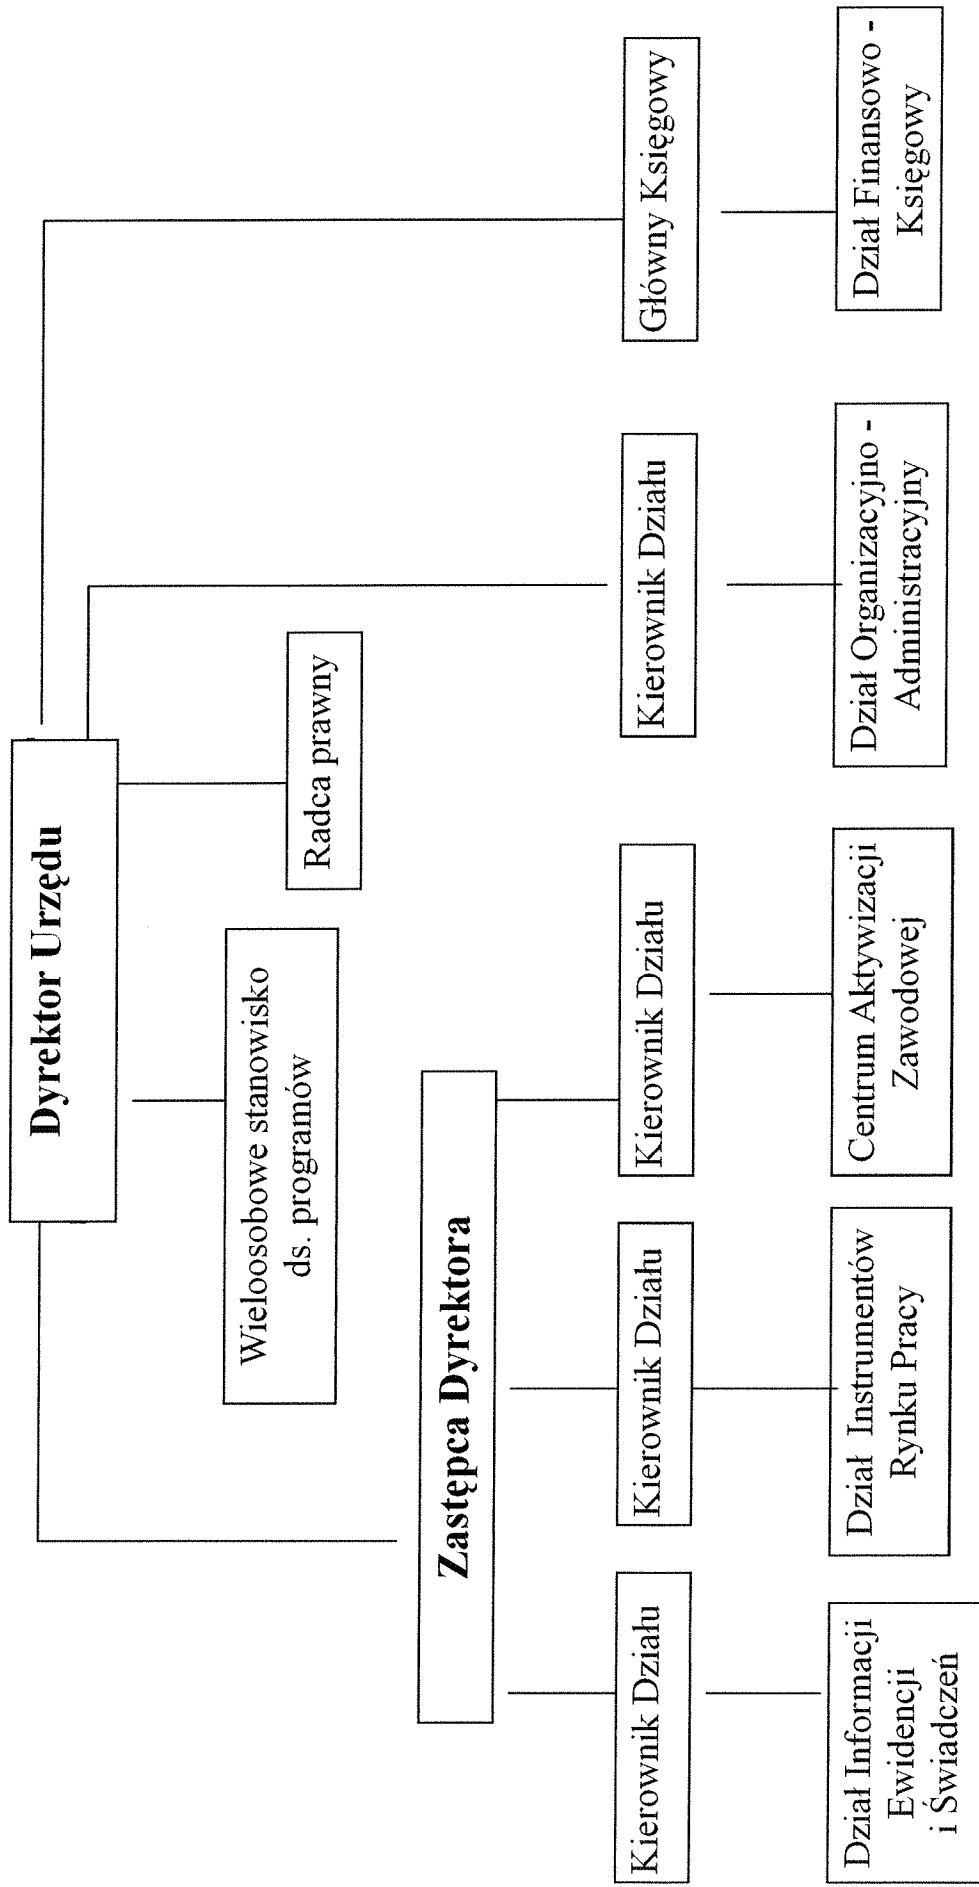 Dyrektor Urzędu
Wieloosobowe stanowisko
ds. programów
Radca prawny
Zastępca Dyrektora
Kierownik Działu
Kierownik Działu
Kierownik Działu
Kierownik Działu
Główny Księgowy
Dział Informacji
Ewidencji
i Świadczeń
Dział Instrumentów
Rynku Pracy
Centrum Aktywizacji
Zawodowej
Dział Organizacyjno -
Administracyjny
Dział Finansowo -
Księgowy